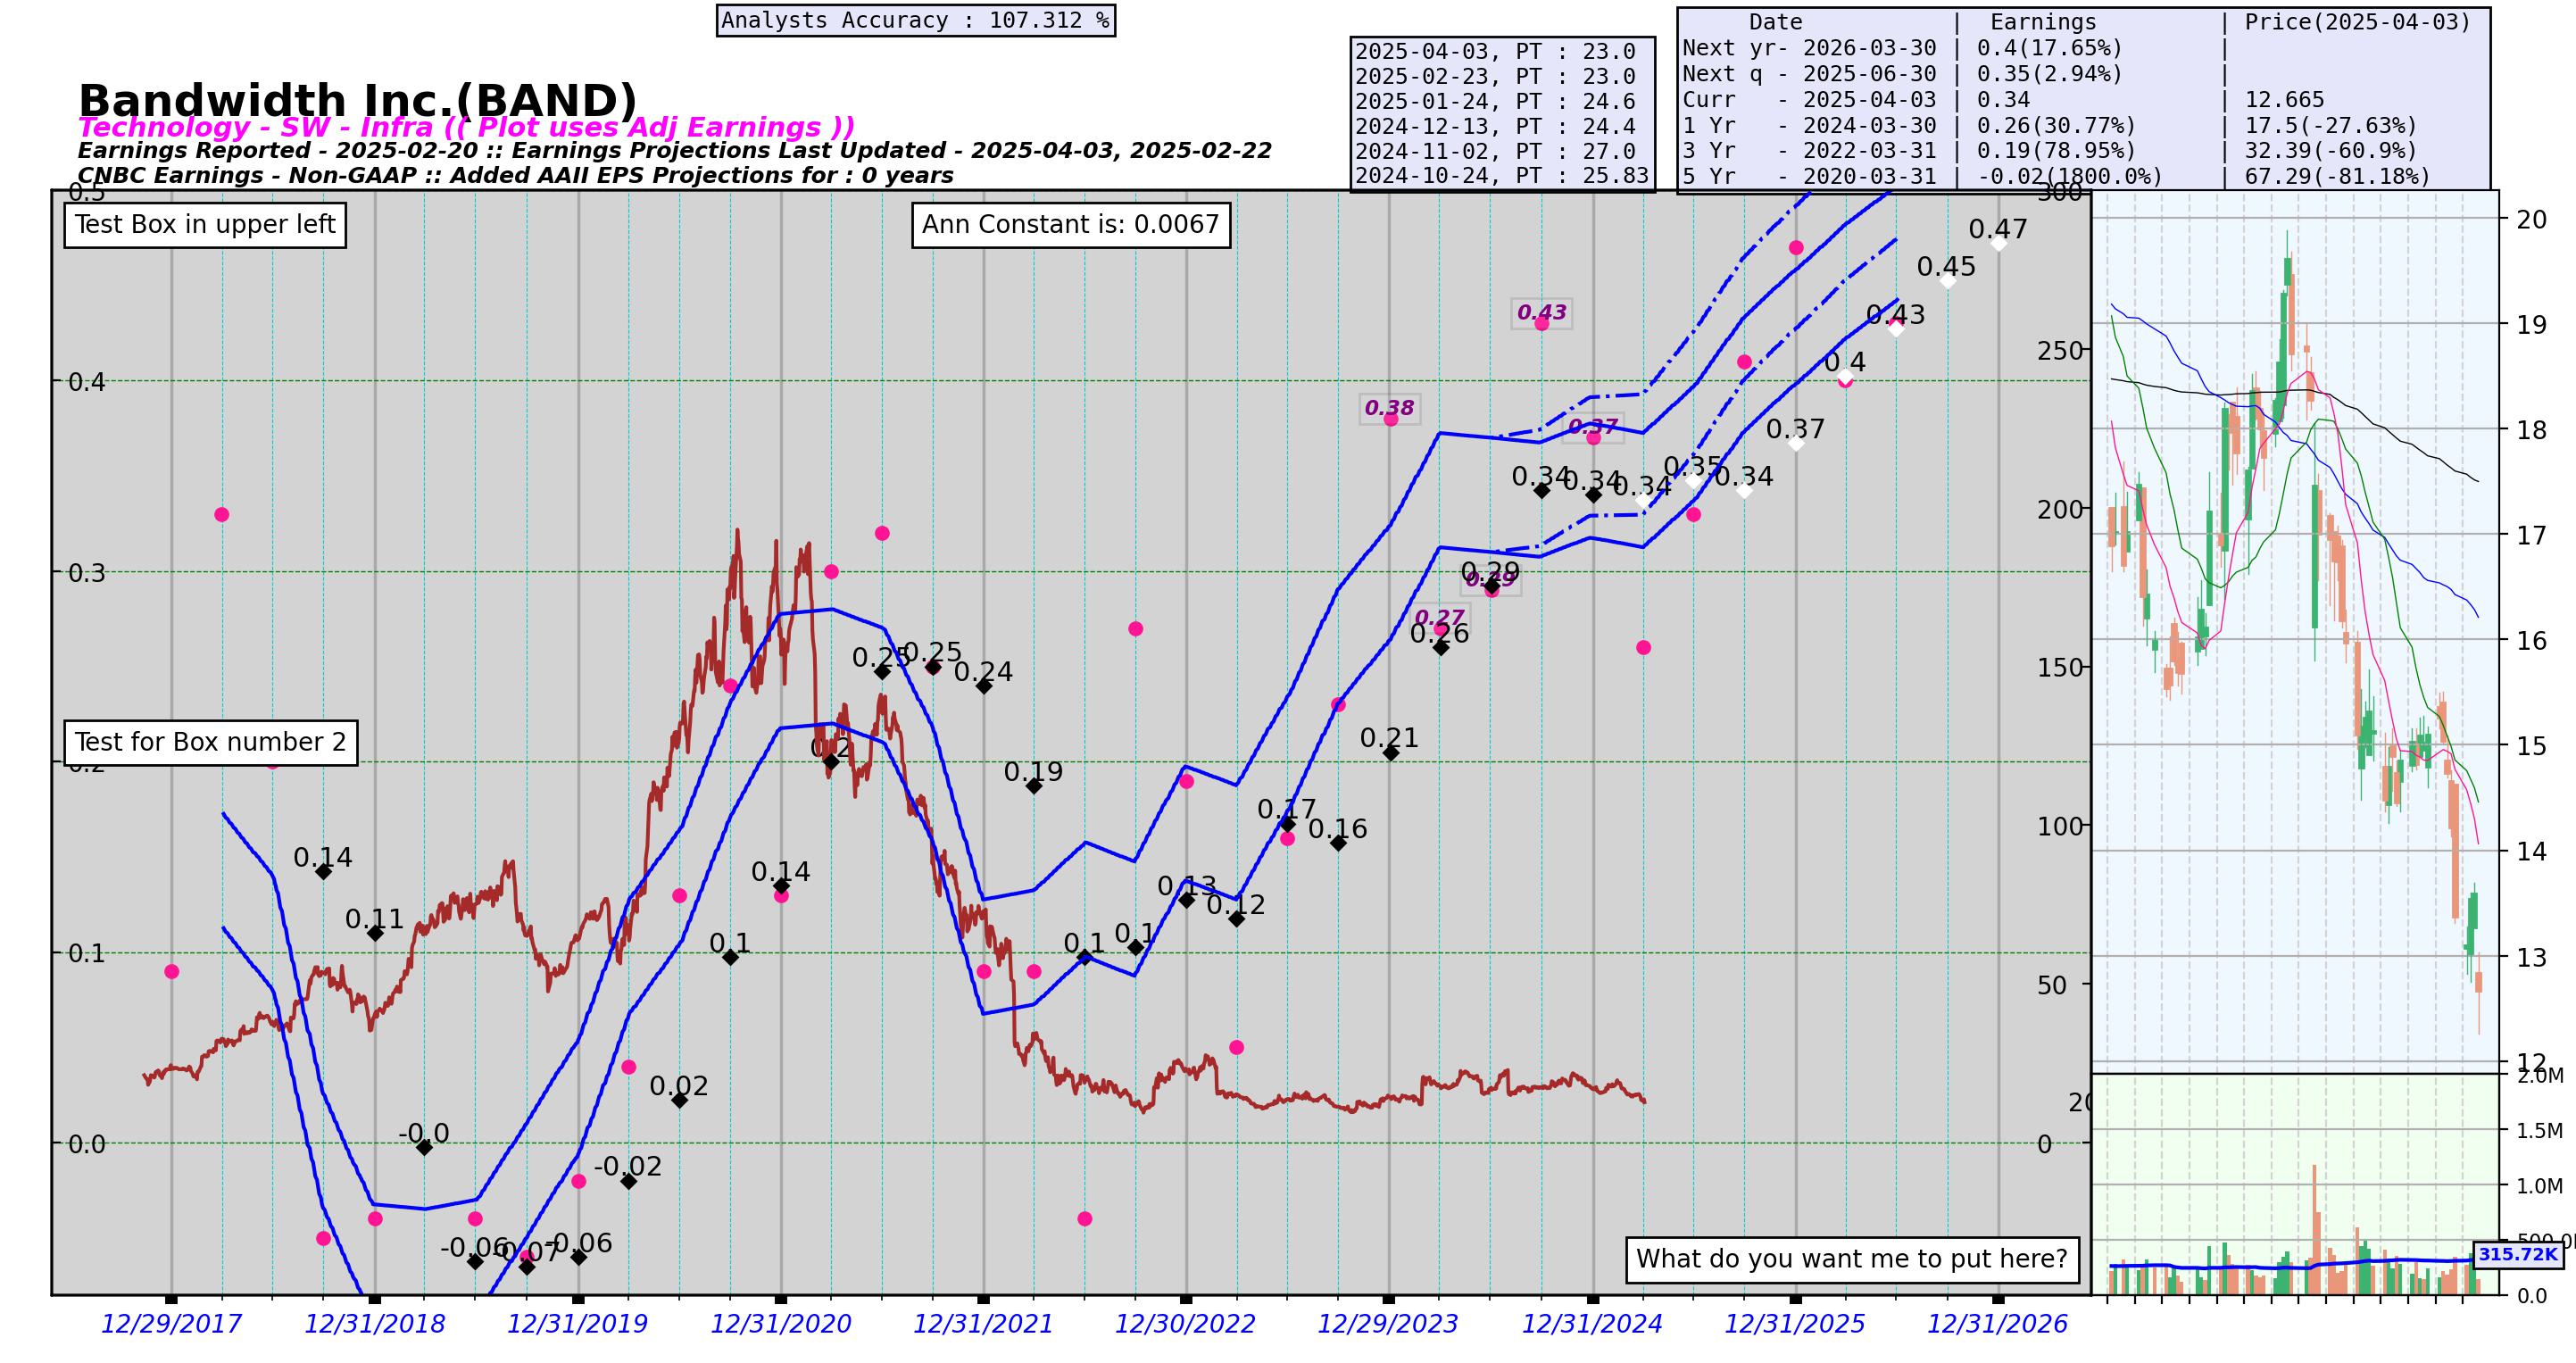 Analysts Accuracy : 107.312 %
2025-04-03, PT : 23.0
2025-02-23, PT : 23.0
2025-01-24, PT : 24.6
2024-12-13, PT : 24.4
2024-11-02, PT : 27.0
2024-10-24, PT : 25.83
Date | Earnings | Price(2025-04-03)
Next yr- 2026-03-30 | 0.4(17.65%) |
Next q - 2025-06-30 | 0.35(2.94%) |
Curr - 2025-04-03 | 0.34 | 12.665
1 Yr - 2024-03-30 | 0.26(30.77%) | 17.5(-27.63%)
3 Yr - 2022-03-31 | 0.19(78.95%) | 32.39(-60.9%)
5 Yr - 2020-03-31 | -0.02(1800.0%) | 67.29(-81.18%)
Bandwidth Inc.(BAND)
Technology - SW - Infra (( Plot uses Adj Earnings ))
Earnings Reported - 2025-02-20 :: Earnings Projections Last Updated - 2025-04-03, 2025-02-22
CNBC Earnings - Non-GAAP :: Added AAII EPS Projections for : 0 years
Test Box in upper left
Ann Constant is: 0.0067
Test for Box number 2
What do you want me to put here?
0.5
0.4
0.3
0.2
0.1
0.0
0.14
0.11
-0.0
-0.06
-0.07
-0.06
-0.02
0.02
0.1
0.14
0.2
0.25
0.25
0.24
0.19
0.1
0.1
0.13
0.12
0.17
0.16
0.21
0.38
0.26
0.27
0.29
0.29
0.34
0.43
0.34
0.37
0.34
0.35
0.34
0.37
0.4
0.43
0.45
0.47
300
250
200
150
100
50
0
20
20
19
18
17
16
15
14
13
12
2.0M
1.5M
1.0M
315.72K
0.0
12/29/2017
12/31/2018
12/31/2019
12/31/2020
12/31/2021
12/30/2022
12/29/2023
12/31/2024
12/31/2025
12/31/2026